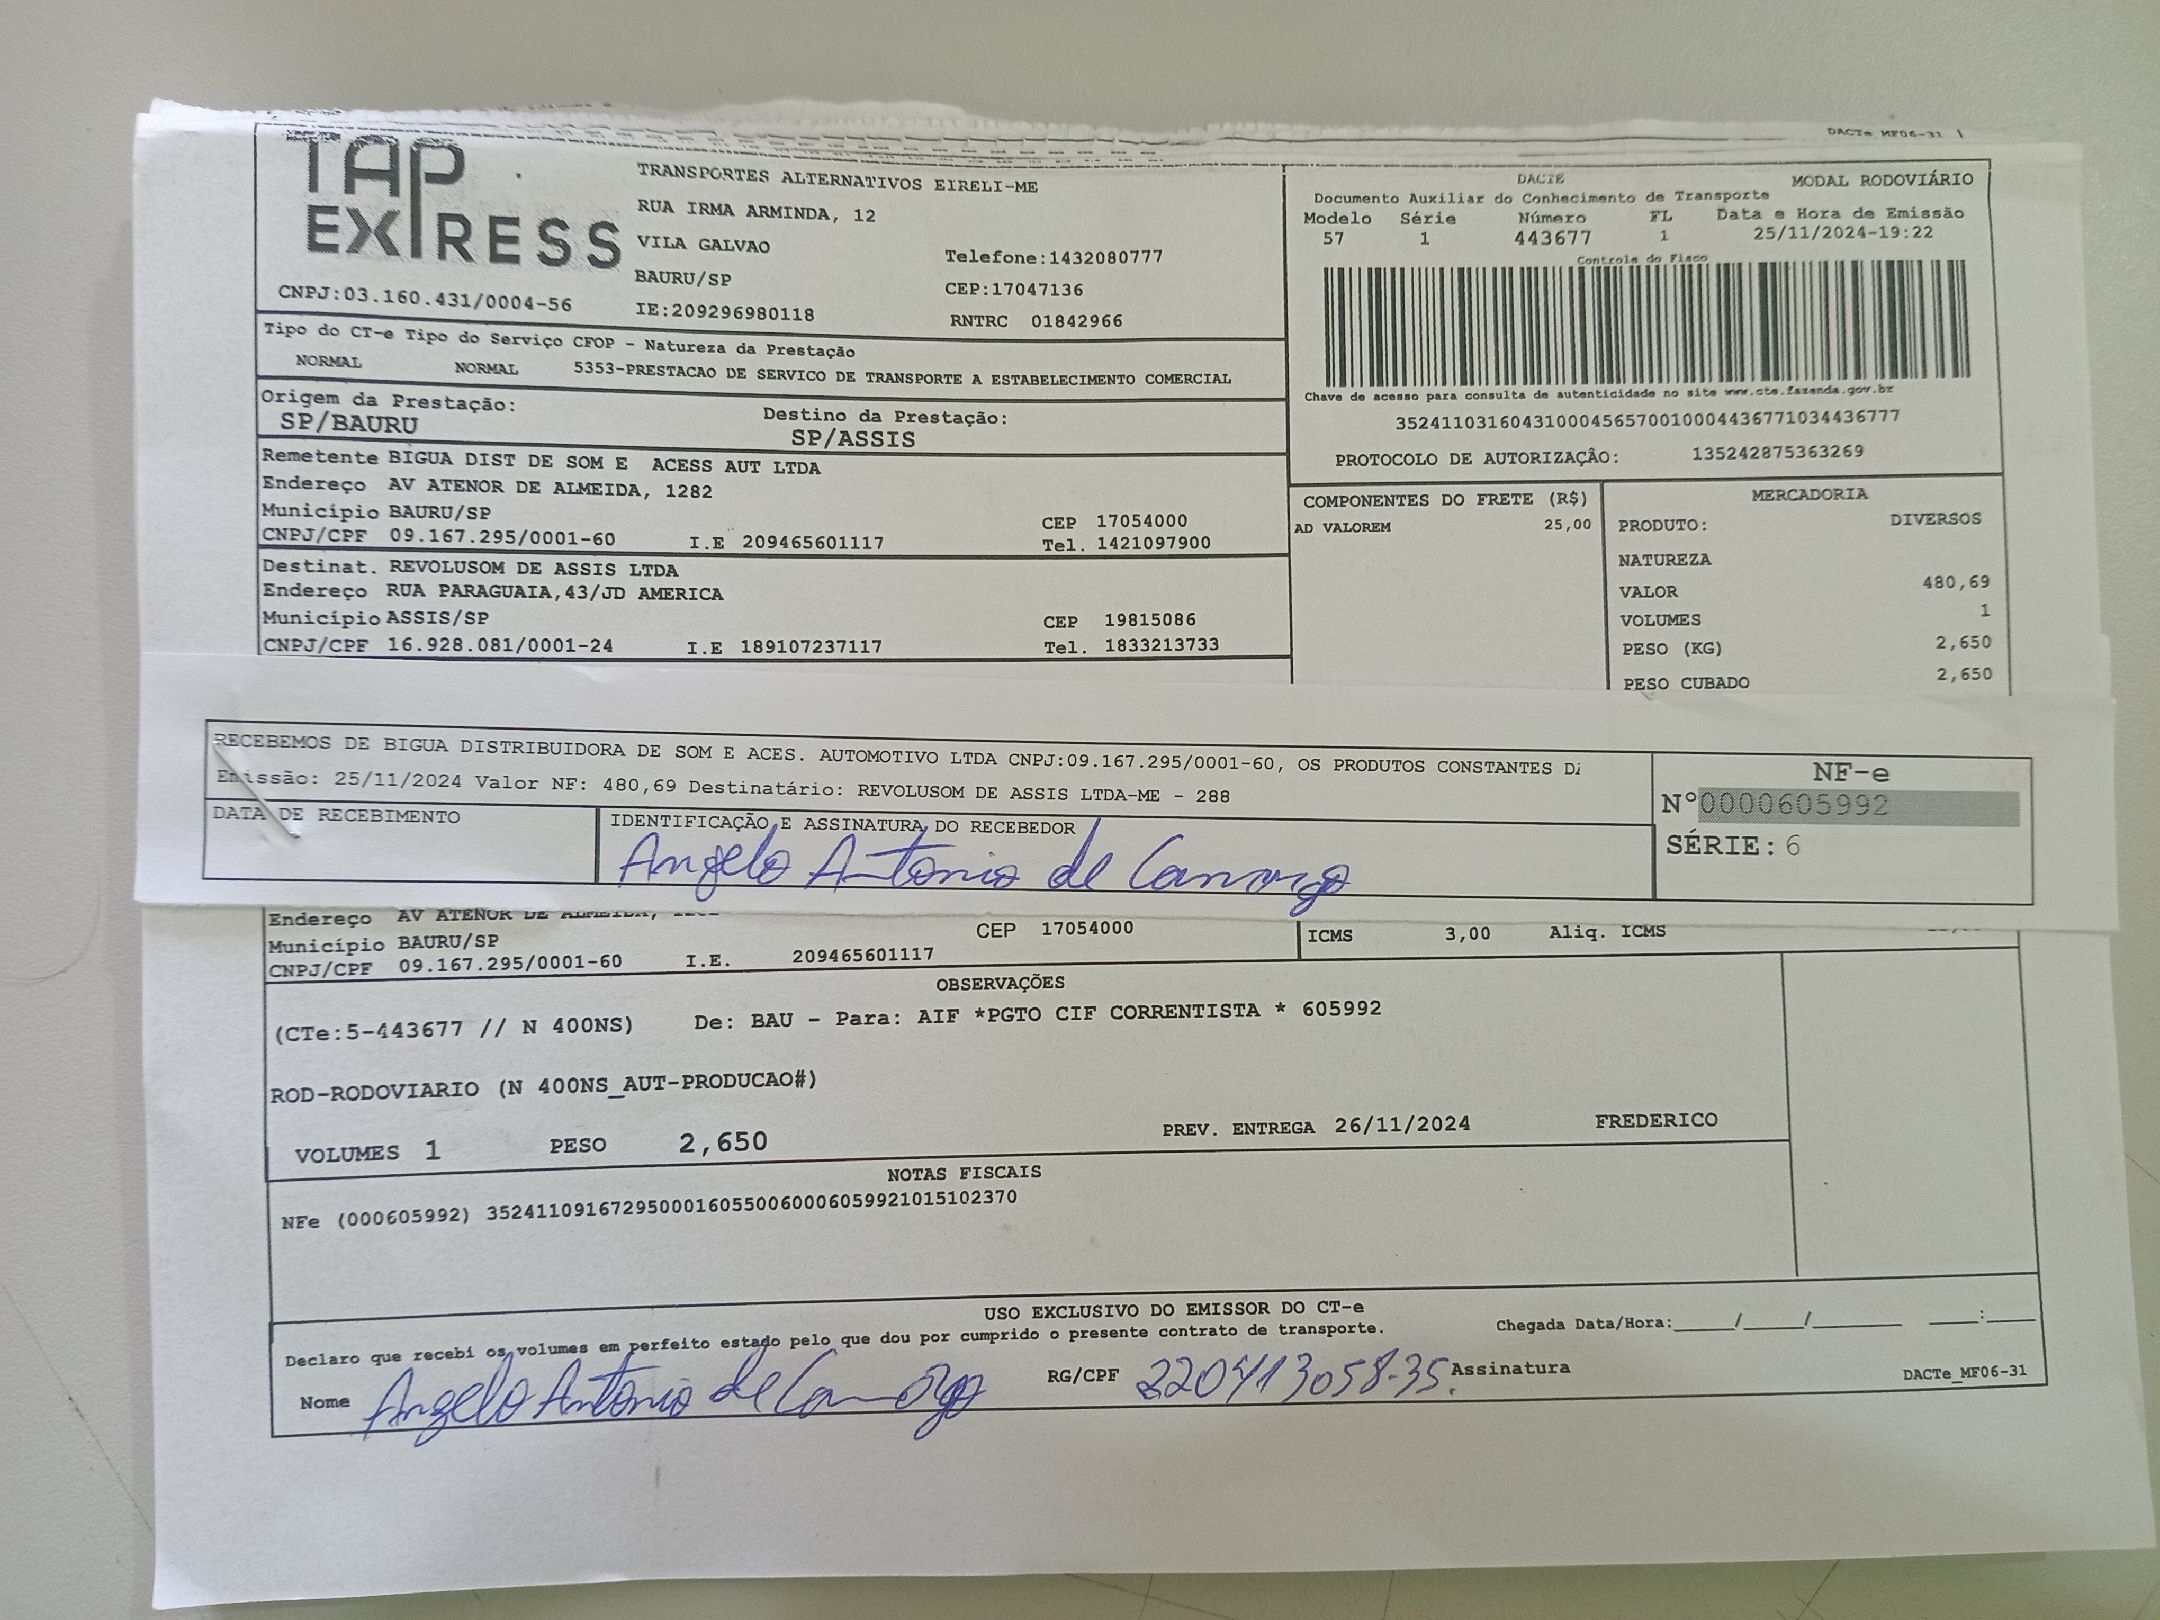 DACTe MF06-31
TAP
EXPRESS
TRANSPORTES ALTERNATIVOS EIRELI-ME
RUA IRMA ARMINDA, 12
VILA GALVAO
Telefone:1432080777
BAURU/SP
CEP:17047136
CNPJ:03.160.431/0004-56
IE:209296980118
RNTRC 01842966
DACTE
MODAL RODOVIÁRIO
Documento Auxiliar do Conhecimento de Transporte
Modelo Série Número FL Data e Hora de Emissão
57 1 443677 1 25/11/2024-19:22
Controle do Fisco
Chave de acesso para consulta de autenticidade no site www.cte.fazenda.gov.br
35241103160431000456570010004436771034436777
PROTOCOLO DE AUTORIZAÇÃO: 135242875363269
Tipo do CT-e Tipo do Serviço CFOP - Natureza da Prestação
NORMAL NORMAL 5353-PRESTACAO DE SERVICO DE TRANSPORTE A ESTABELECIMENTO COMERCIAL
Origem da Prestação: Destino da Prestação:
SP/BAURU SP/ASSIS
Remetente BIGUA DIST DE SOM E ACESS AUT LTDA
Endereço AV ATENOR DE ALMEIDA, 1282
Município BAURU/SP CEP 17054000
CNPJ/CPF 09.167.295/0001-60 I.E 209465601117 Tel. 1421097900
Destinat. REVOLUSOM DE ASSIS LTDA
Endereço RUA PARAGUAIA,43/JD AMERICA
Município ASSIS/SP CEP 19815086
CNPJ/CPF 16.928.081/0001-24 I.E 189107237117 Tel. 1833213733
COMPONENTES DO FRETE (R$)
AD VALOREM 25,00
MERCADORIA
PRODUTO: DIVERSOS
NATUREZA
VALOR 480,69
VOLUMES 1
PESO (KG) 2,650
PESO CUBADO 2,650
RECEBEMOS DE BIGUA DISTRIBUIDORA DE SOM E ACES. AUTOMOTIVO LTDA CNPJ:09.167.295/0001-60, OS PRODUTOS CONSTANTES DA
Emissão: 25/11/2024 Valor NF: 480,69 Destinatário: REVOLUSOM DE ASSIS LTDA-ME - 288
DATA DE RECEBIMENTO
IDENTIFICAÇÃO E ASSINATURA DO RECEBEDOR
Angelo Antonio de Camargo
NF-e
N°0000605992
SÉRIE: 6
Endereço AV ATENOR DE ALMEIDA, 1282
Município BAURU/SP CEP 17054000
CNPJ/CPF 09.167.295/0001-60 I.E. 209465601117
ICMS 3,00 Aliq. ICMS
OBSERVAÇÕES
(CTe:5-443677 // N 400NS) De: BAU - Para: AIF *PGTO CIF CORRENTISTA * 605992
ROD-RODOVIARIO (N 400NS_AUT-PRODUCAO#)
VOLUMES 1 PESO 2,650 PREV. ENTREGA 26/11/2024 FREDERICO
NOTAS FISCAIS
NFe (000605992) 35241109167295000160550060006059921015102370
USO EXCLUSIVO DO EMISSOR DO CT-e
Declaro que recebi os volumes em perfeito estado pelo que dou por cumprido o presente contrato de transporte.
Chegada Data/Hora:_____/_____/________ ____:____
Nome Angelo Antonio de Camargo RG/CPF 220413058-35. Assinatura
DACTe_MF06-31